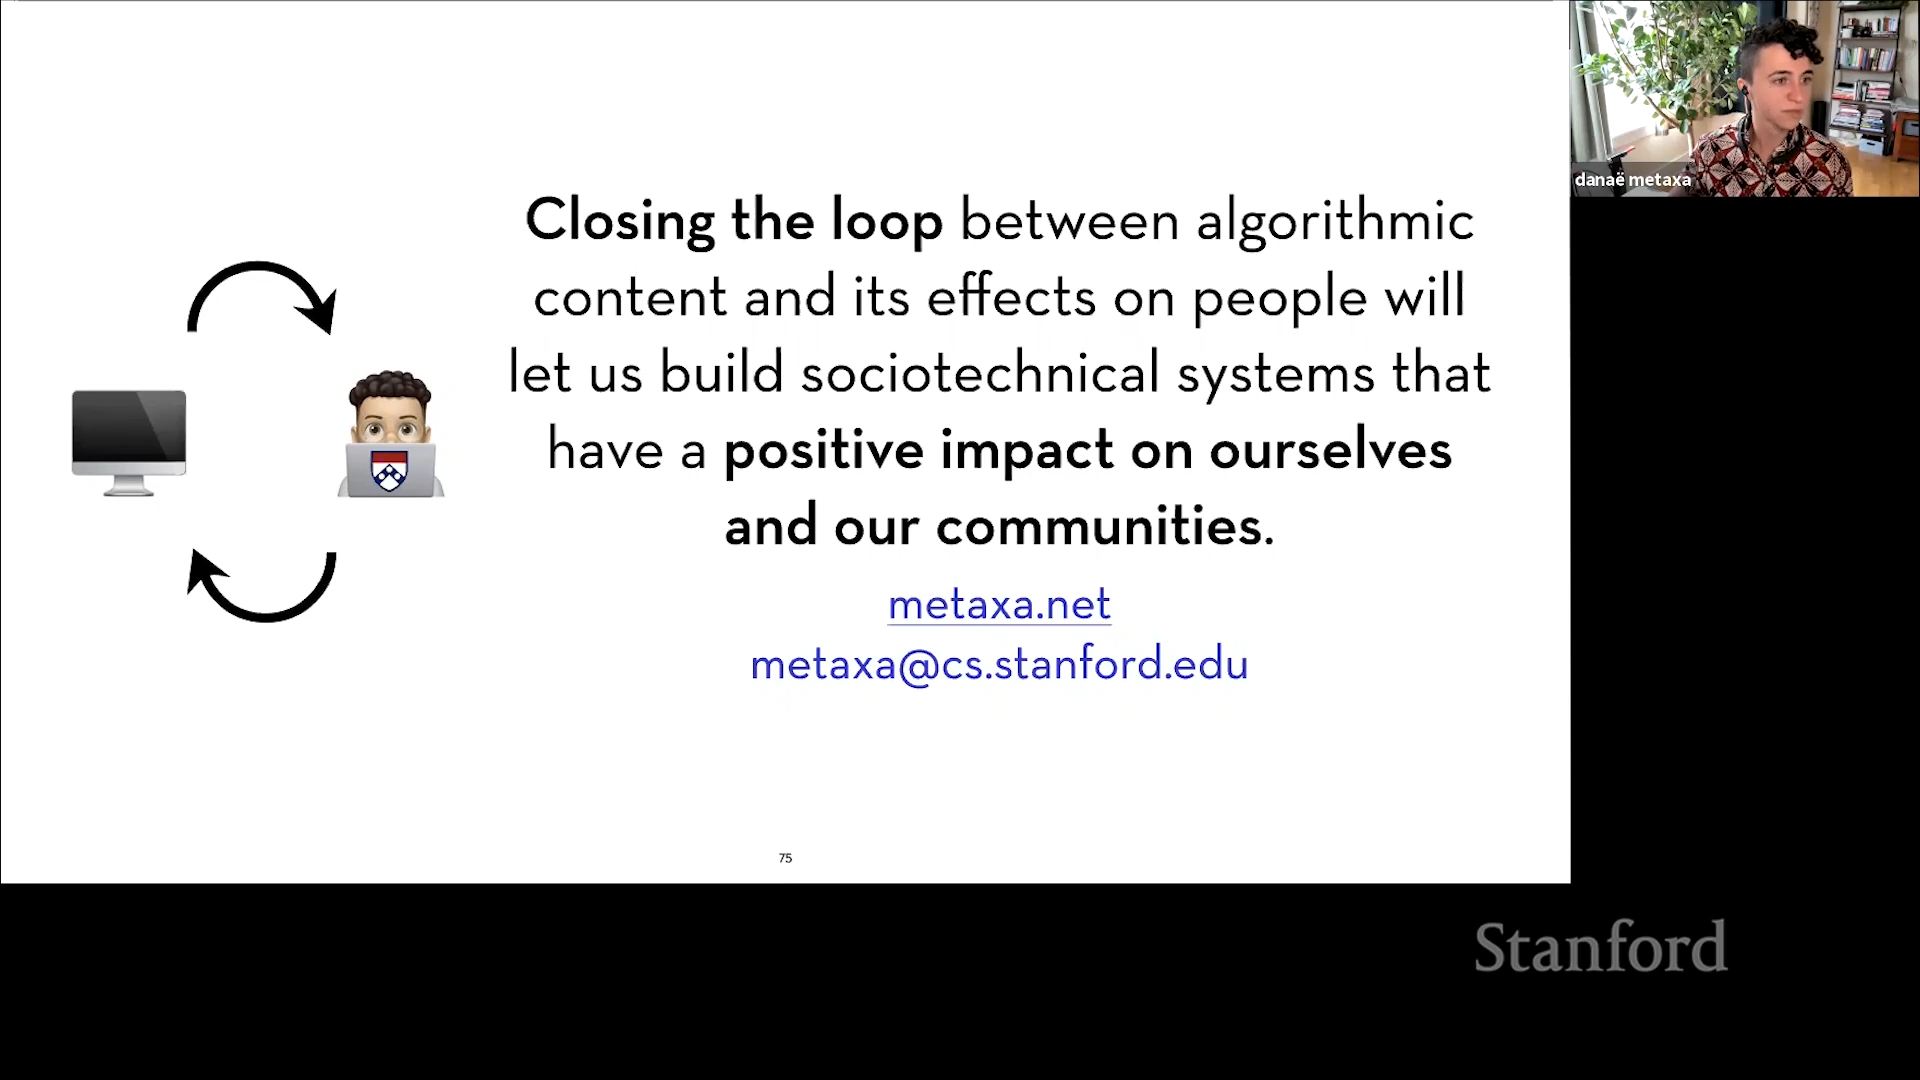 danaë metaxa
Closing the loop between algorithmic
content and its effects on people will
let us build sociotechnical systems that
have a positive impact on ourselves
and our communities.
metaxa.net
metaxa@cs.stanford.edu
75
Stanford